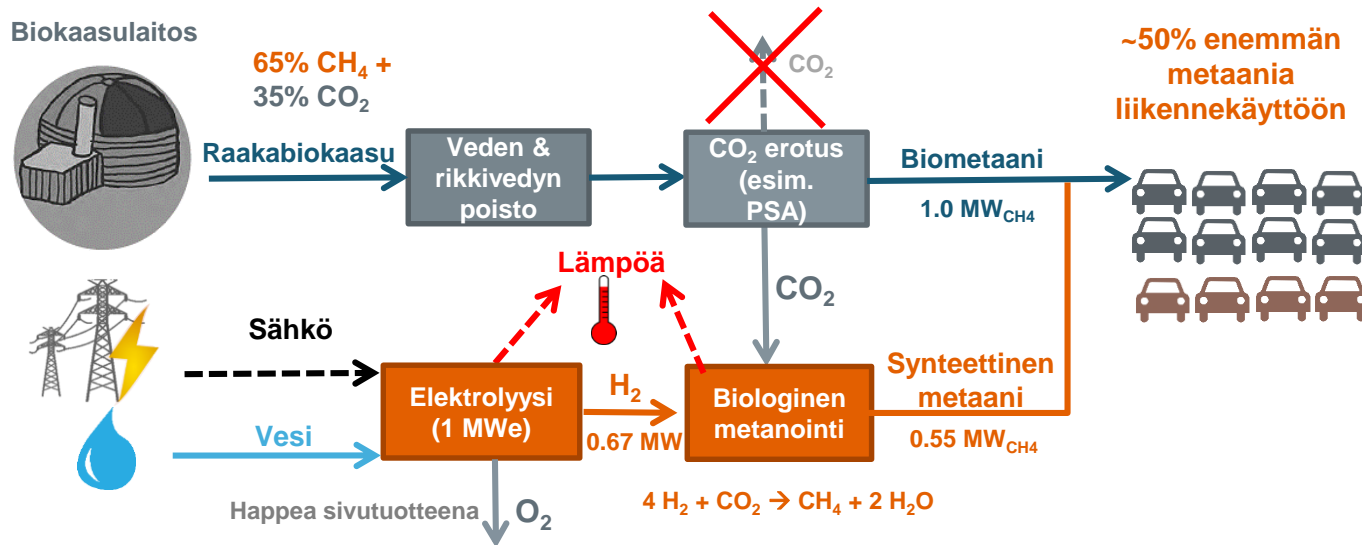 Biokaasulaitos
65% CH₄ +
35% CO₂
Raakabiokaasu
Veden &
rikkivedyn
poisto
CO₂
CO₂ erotus
(esim.
PSA)
Biometaani
1.0 MW_CH4
~50% enemmän
metaania
liikennekäyttöön
Lämpöä
CO₂
Sähkö
Vesi
Elektrolyysi
(1 MWe)
H₂
0.67 MW
Biologinen
metanointi
Synteettinen
metaani
0.55 MW_CH4
Happea sivutuotteena
O₂
4 H₂ + CO₂ → CH₄ + 2 H₂O